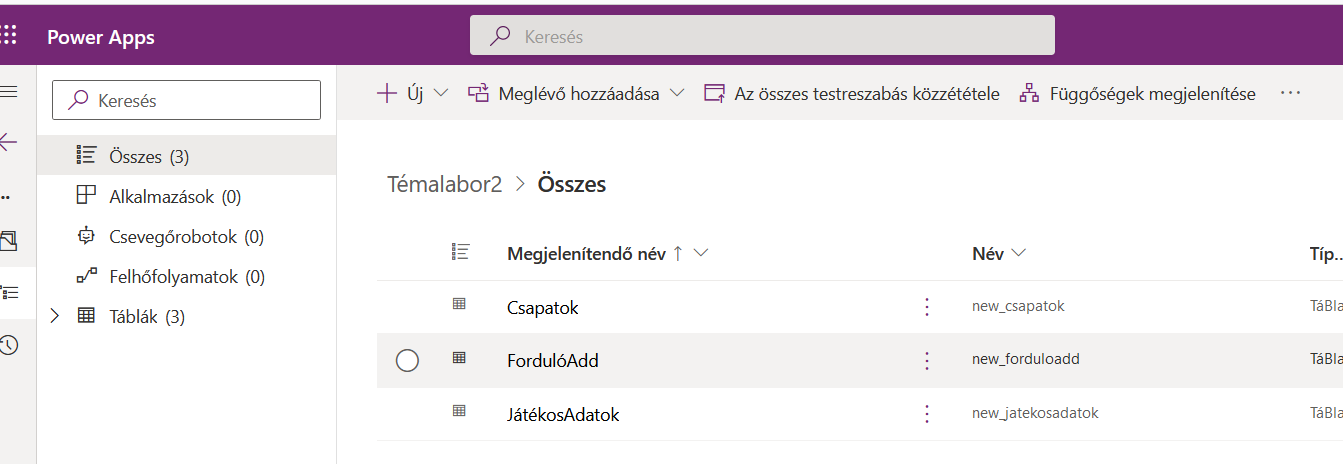 Power Apps
Keresés
Keresés
Összes (3)
Alkalmazások (0)
Csevegőrobotok (0)
Felhőfolyamatok (0)
Táblák (3)
Új
Meglévő hozzáadása
Az összes testreszabás közzététele
Függőségek megjelenítése
Témalabor2 > Összes
Megjelenítendő név ↑ Név Típ...
Csapatok new_csapatok TáBla
FordulóAdd new_forduloadd TáBla
JátékosAdatok new_jatekosadatok TáBla